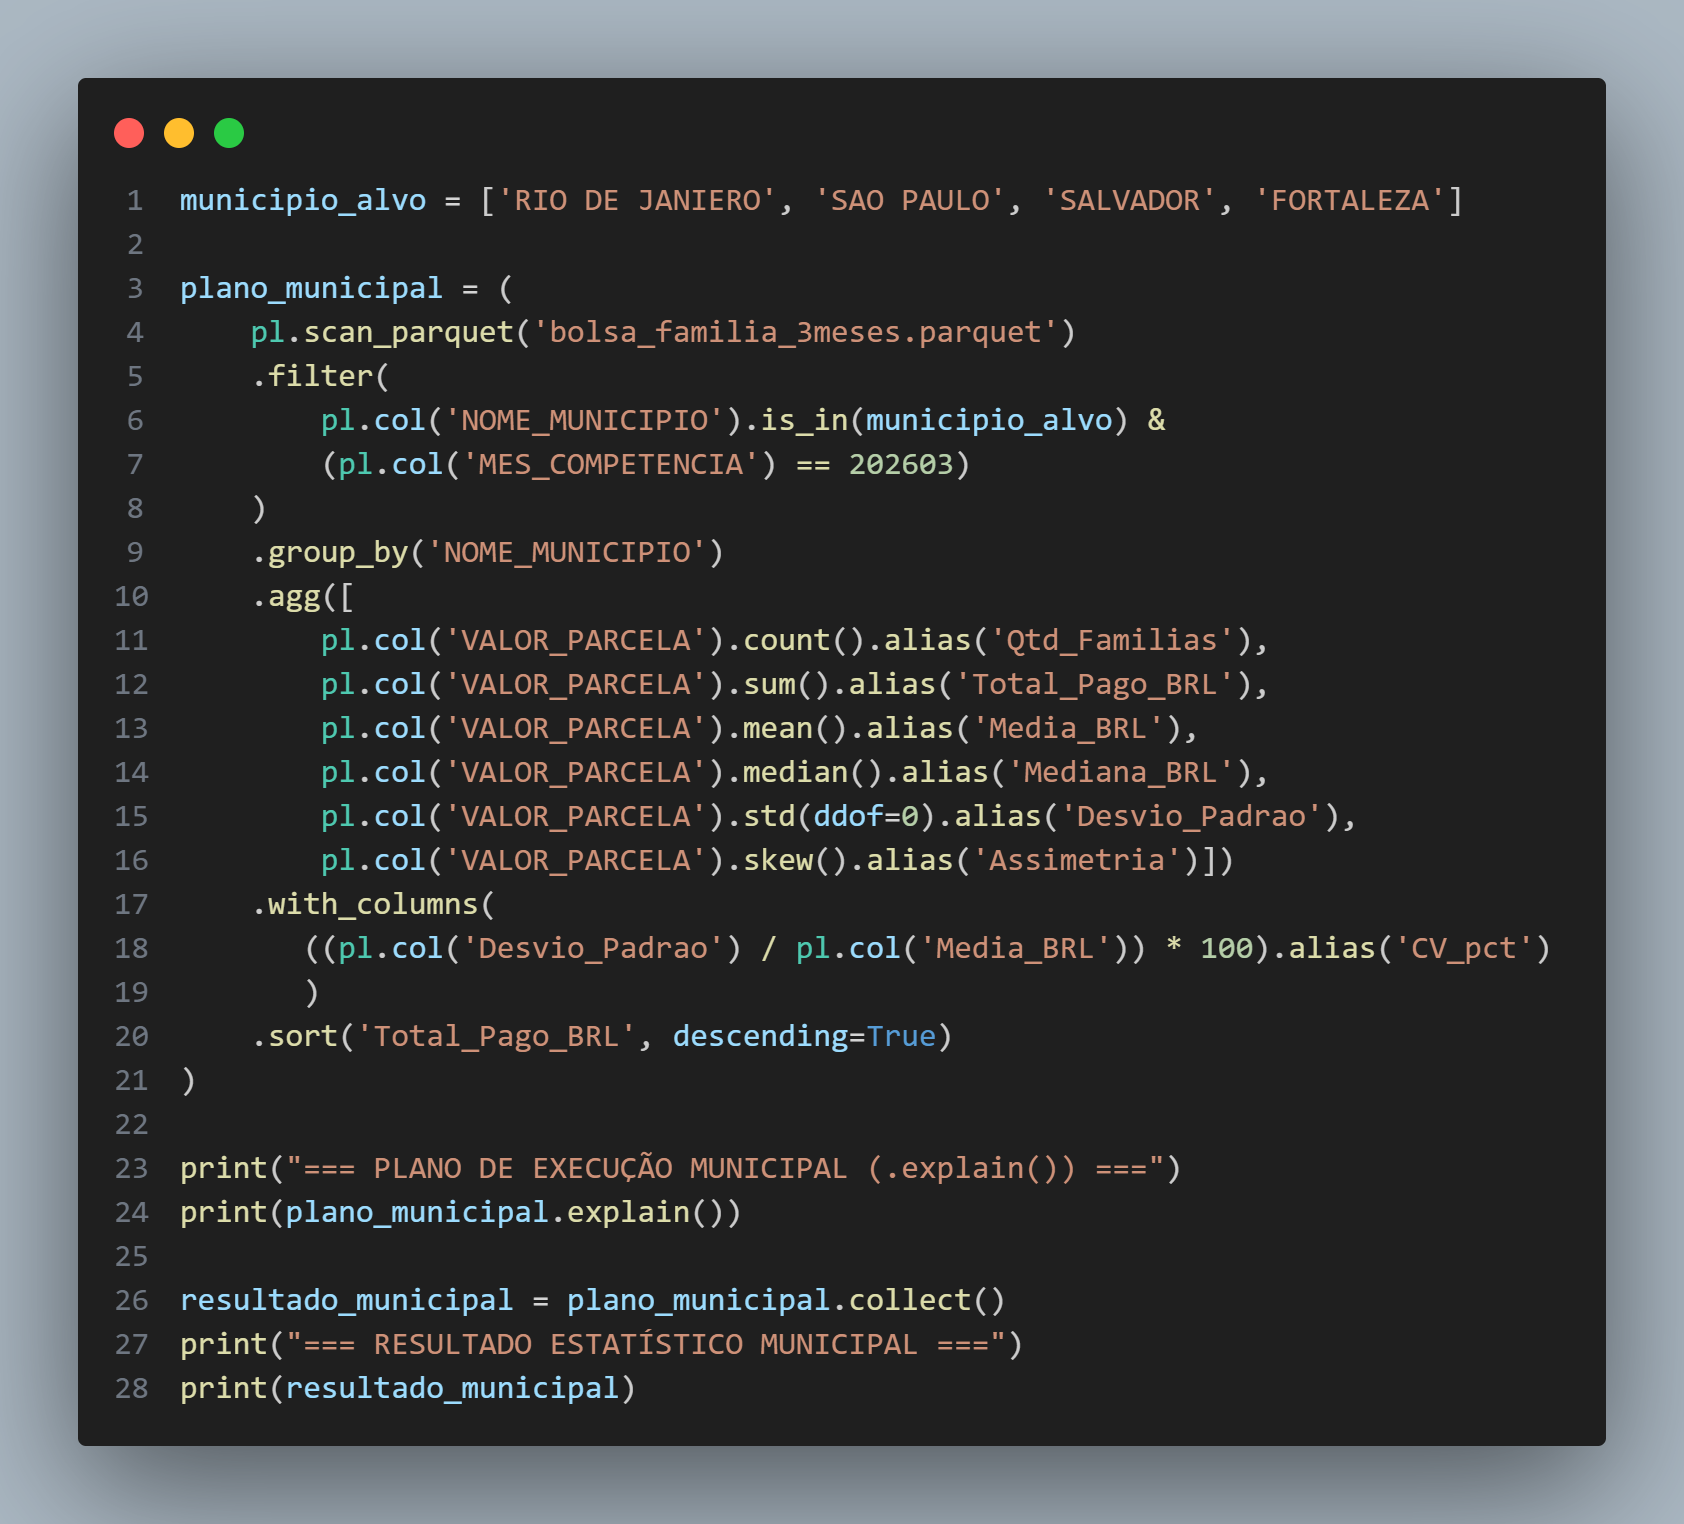 1 municipio_alvo = ['RIO DE JANIERO', 'SAO PAULO', 'SALVADOR', 'FORTALEZA']
2
3 plano_municipal = (
4     pl.scan_parquet('bolsa_familia_3meses.parquet')
5     .filter(
6         pl.col('NOME_MUNICIPIO').is_in(municipio_alvo) &
7         (pl.col('MES_COMPETENCIA') == 202603)
8     )
9     .group_by('NOME_MUNICIPIO')
10     .agg([
11         pl.col('VALOR_PARCELA').count().alias('Qtd_Familias'),
12         pl.col('VALOR_PARCELA').sum().alias('Total_Pago_BRL'),
13         pl.col('VALOR_PARCELA').mean().alias('Media_BRL'),
14         pl.col('VALOR_PARCELA').median().alias('Mediana_BRL'),
15         pl.col('VALOR_PARCELA').std(ddof=0).alias('Desvio_Padrao'),
16         pl.col('VALOR_PARCELA').skew().alias('Assimetria')])
17     .with_columns(
18        ((pl.col('Desvio_Padrao') / pl.col('Media_BRL')) * 100).alias('CV_pct')
19        )
20     .sort('Total_Pago_BRL', descending=True)
21 )
22
23 print("=== PLANO DE EXECUÇÃO MUNICIPAL (.explain()) ===")
24 print(plano_municipal.explain())
25
26 resultado_municipal = plano_municipal.collect()
27 print("=== RESULTADO ESTATÍSTICO MUNICIPAL ===")
28 print(resultado_municipal)